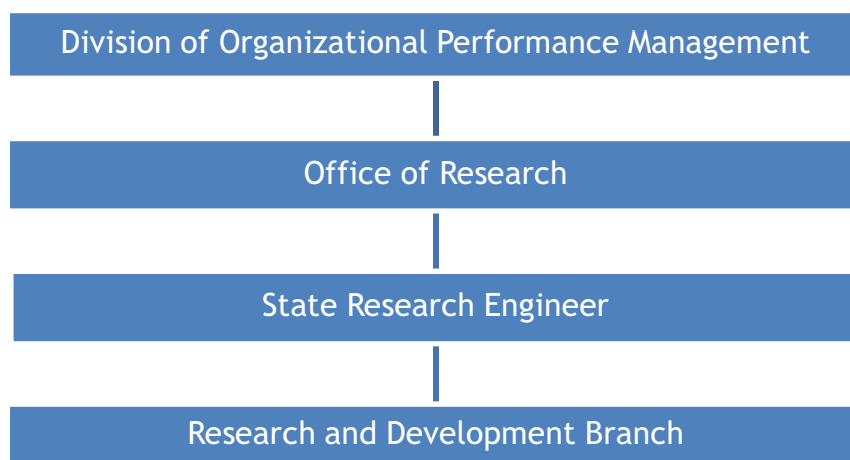 Division of Organizational Performance Management
Office of Research
State Research Engineer
Research and Development Branch